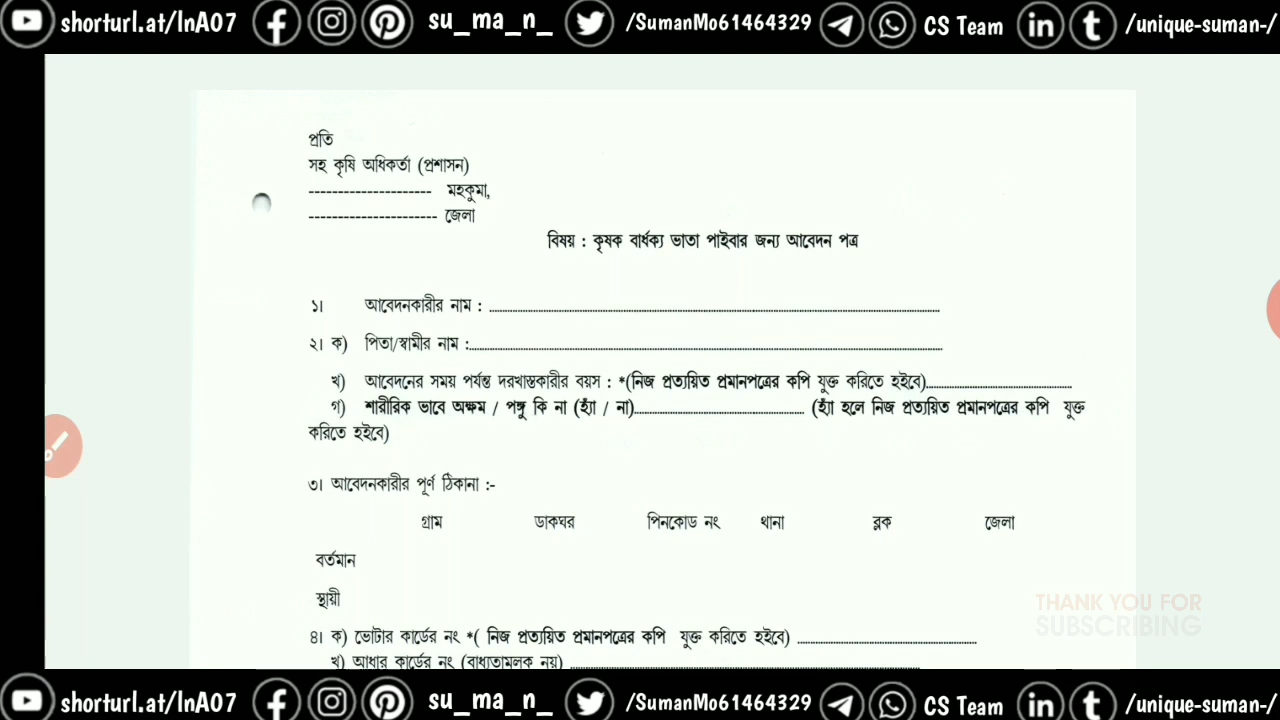 shorturl.at/lnA07 su_ma_n_ /SumanMo61464329 CS Team /unique-suman-/
প্রতি
সহ কৃষি অধিকর্তা (প্রশাসন)
---------------------- মহকুমা,
---------------------- জেলা
বিষয় : কৃষক বার্ধক্য ভাতা পাইবার জন্য আবেদন পত্র
১। আবেদনকারীর নাম : ........................................
২। ক) পিতা/স্বামীর নাম :........................................
খ) আবেদনের সময় পর্যন্ত দরখাস্তকারীর বয়স : *(নিজ প্রত্যয়িত প্রমানপত্রের কপি যুক্ত করিতে হইবে)..............................
গ) শারীরিক ভাবে অক্ষম / পঙ্গু কি না (হ্যাঁ / না).............................. (হ্যাঁ হলে নিজ প্রত্যয়িত প্রমানপত্রের কপি যুক্ত
করিতে হইবে)
৩। আবেদনকারীর পূর্ণ ঠিকানা :-
গ্রাম ডাকঘর পিনকোড নং থানা ব্লক জেলা
বর্তমান
স্থায়ী
THANK YOU FOR
SUBSCRIBING
৪। ক) ভোটার কার্ডের নং *( নিজ প্রত্যয়িত প্রমানপত্রের কপি যুক্ত করিতে হইবে) ..............................
খ) আধার কার্ডের নং (বাধ্যতামূলক নয়) ........................................
shorturl.at/lnA07 su_ma_n_ /SumanMo61464329 CS Team /unique-suman-/